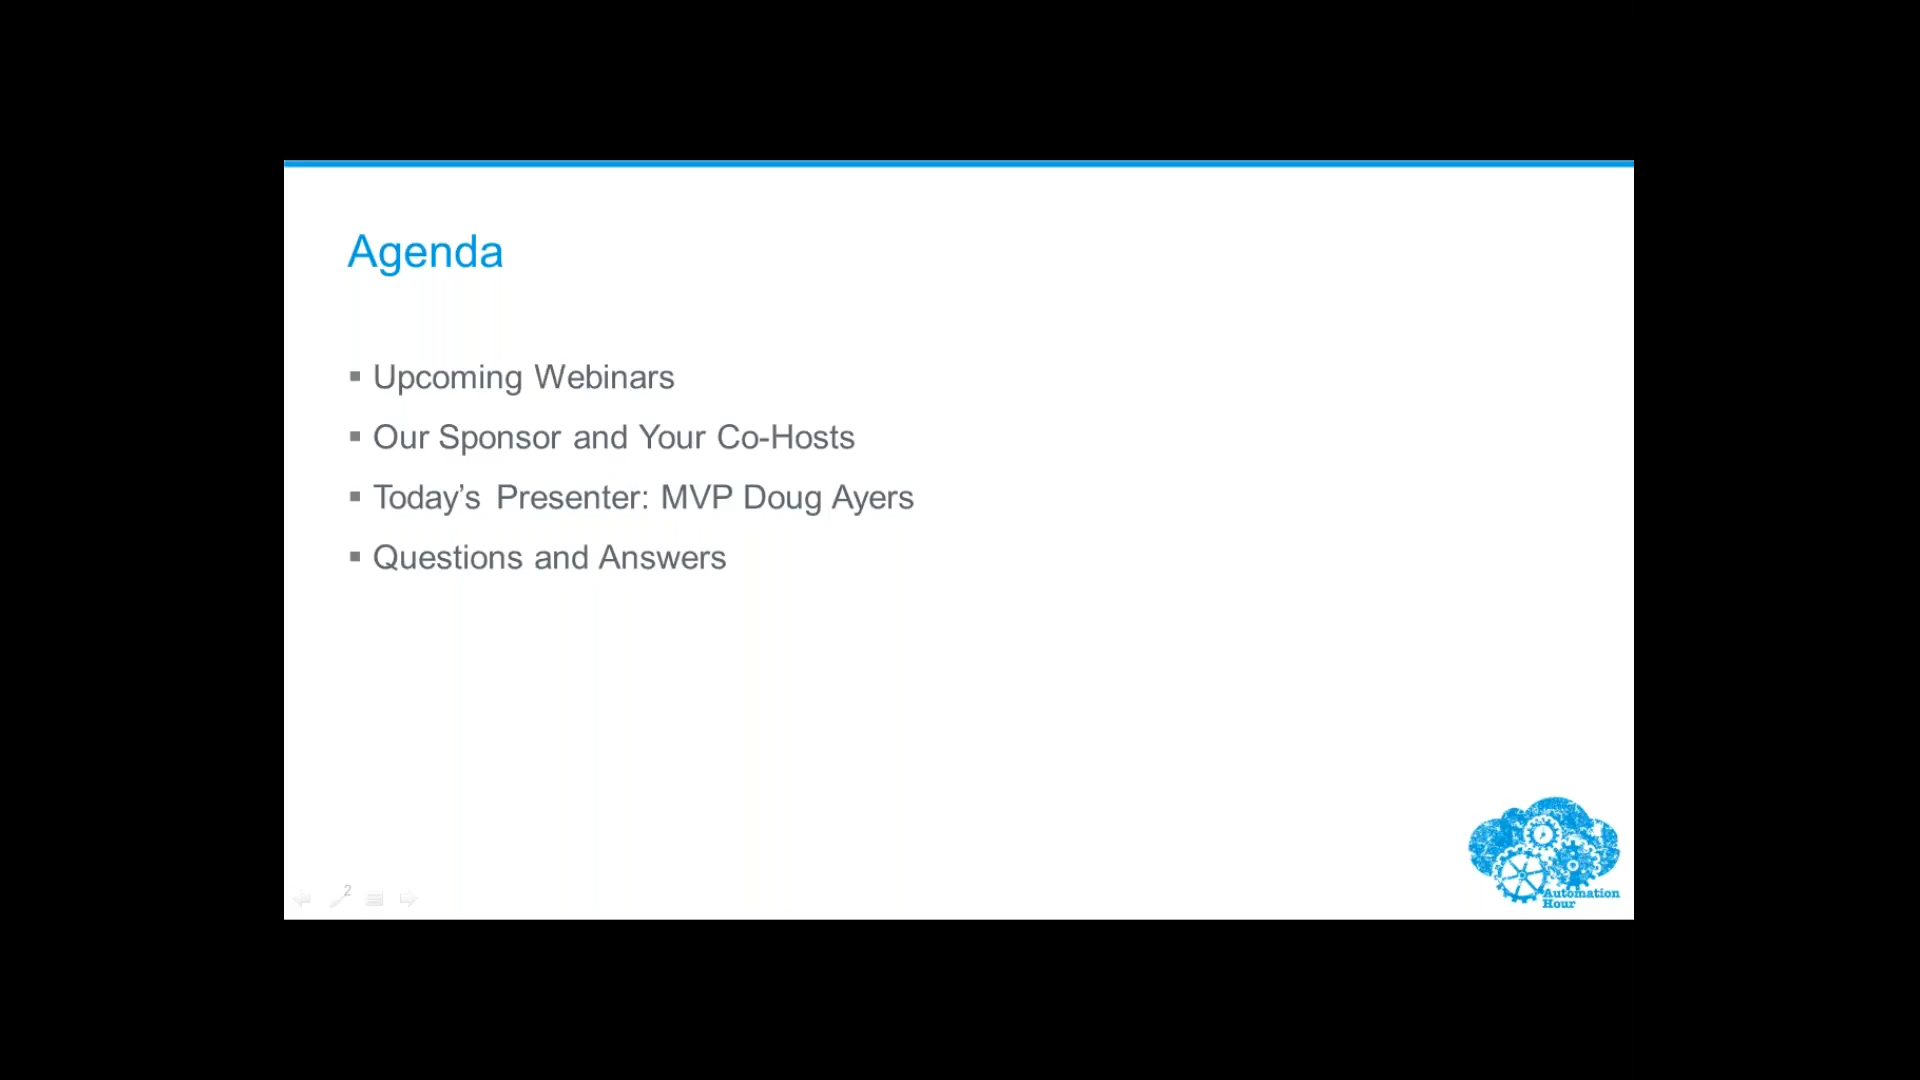 Agenda
▪ Upcoming Webinars
▪ Our Sponsor and Your Co-Hosts
▪ Today’s Presenter: MVP Doug Ayers
▪ Questions and Answers
2
Automation
Hour